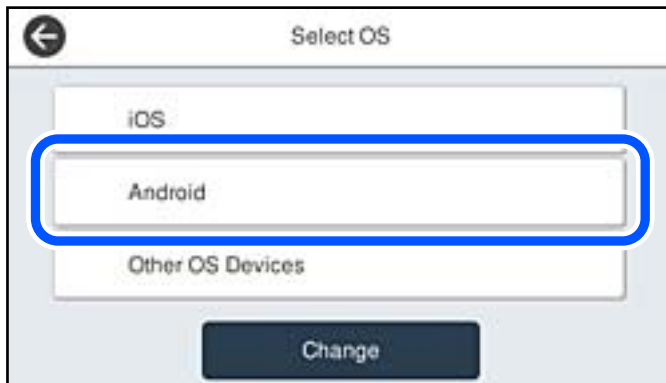 Select OS
iOS
Android
Other OS Devices
Change